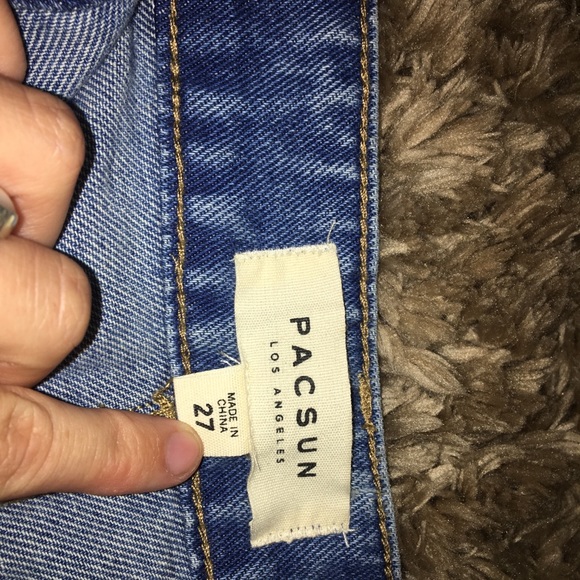 PACSUN
LOS ANGELES
MADE IN
CHINA
27